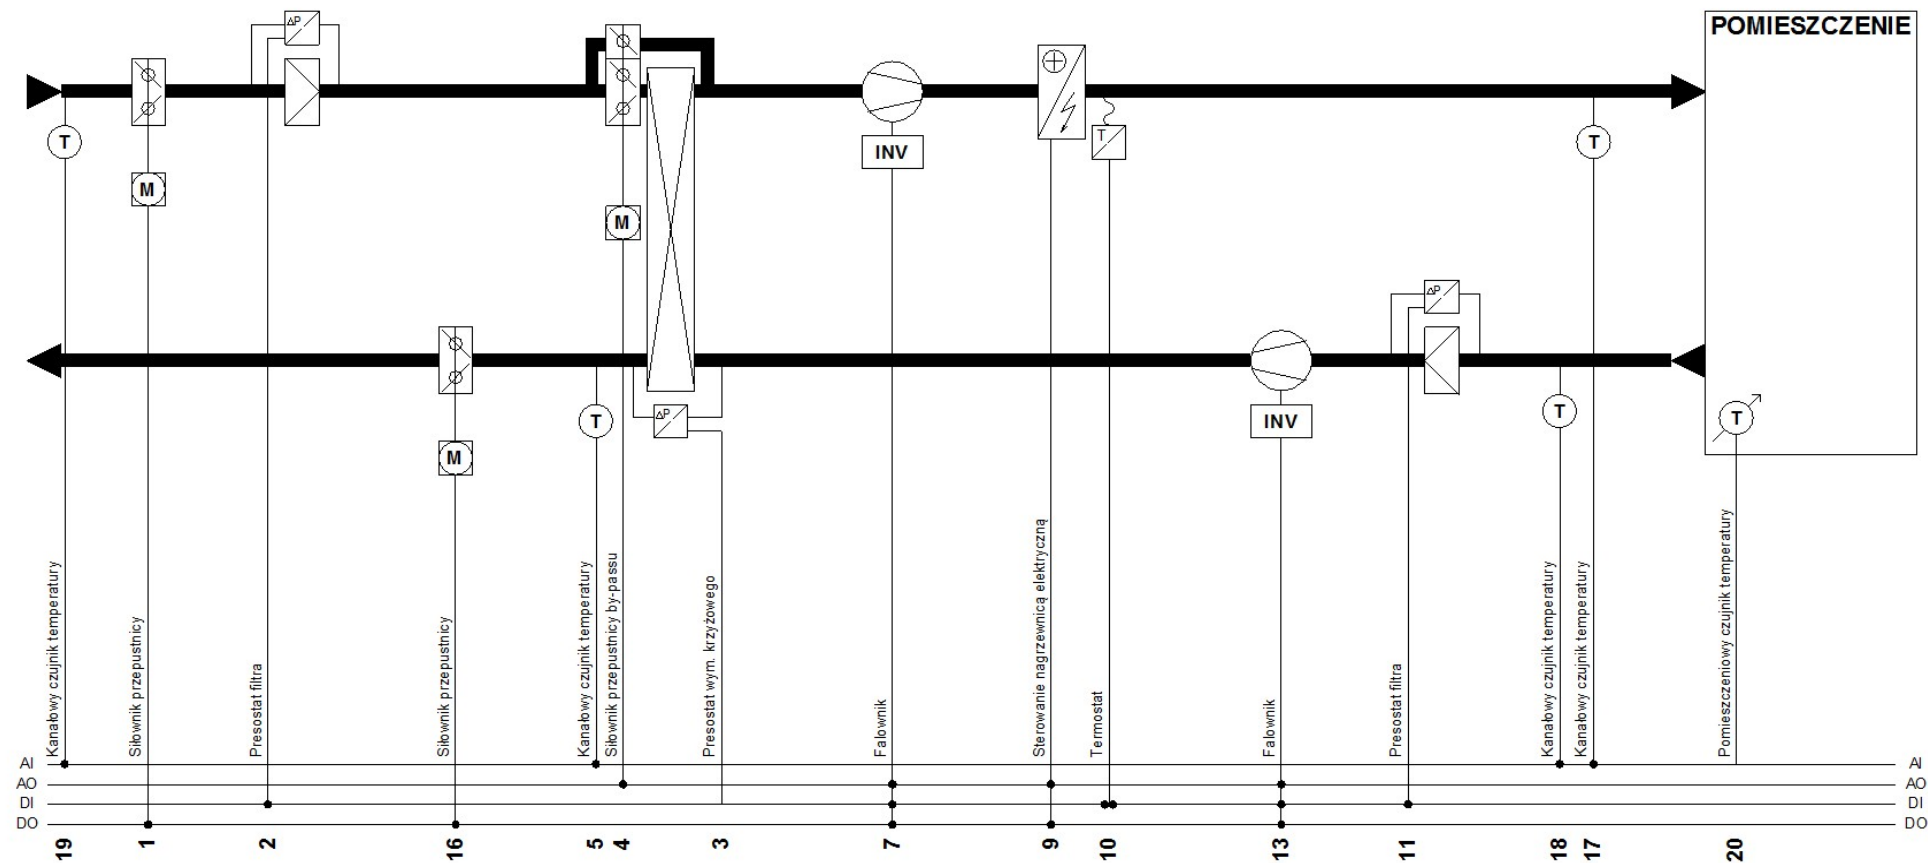 POMIESZCZENIE
ΔP
T
M
M
INV
T
T
ΔP
M
ΔP
T
INV
T
T
Kanałowy czujnik temperatury
Siłownik przepustnicy
Presostat filtra
Siłownik przepustnicy
Kanałowy czujnik temperatury
Siłownik przepustnicy by-passu
Presostat wym. krzyżowego
Falownik
Sterowanie nagrzewnicą elektryczną
Termostat
Falownik
Presostat filtra
Kanałowy czujnik temperatury
Kanałowy czujnik temperatury
Pomieszczeniowy czujnik temperatury
AI AI
AO AO
DI DI
DO DO
19 1 2 16 5 4 3 7 9 10 13 11 18 17 20